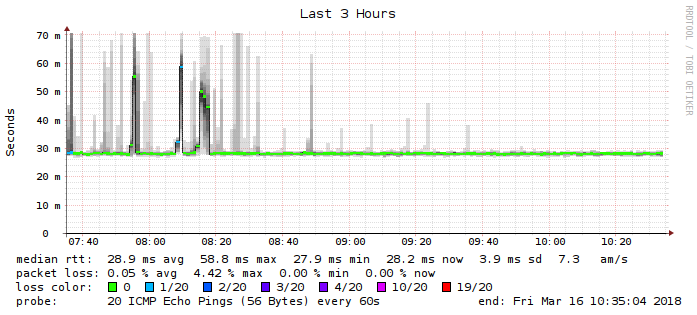 Last 3 Hours
RRDTOOL / TOBI OETIKER
Seconds
70 m
60 m
50 m
40 m
30 m
20 m
10 m
0
07:40 08:00 08:20 08:40 09:00 09:20 09:40 10:00 10:20
median rtt: 28.9 ms avg 58.8 ms max 27.9 ms min 28.2 ms now 3.9 ms sd 7.3 am/s
packet loss: 0.05 % avg 4.42 % max 0.00 % min 0.00 % now
loss color: 0 1/20 2/20 3/20 4/20 10/20 19/20
probe: 20 ICMP Echo Pings (56 Bytes) every 60s end: Fri Mar 16 10:35:04 2018